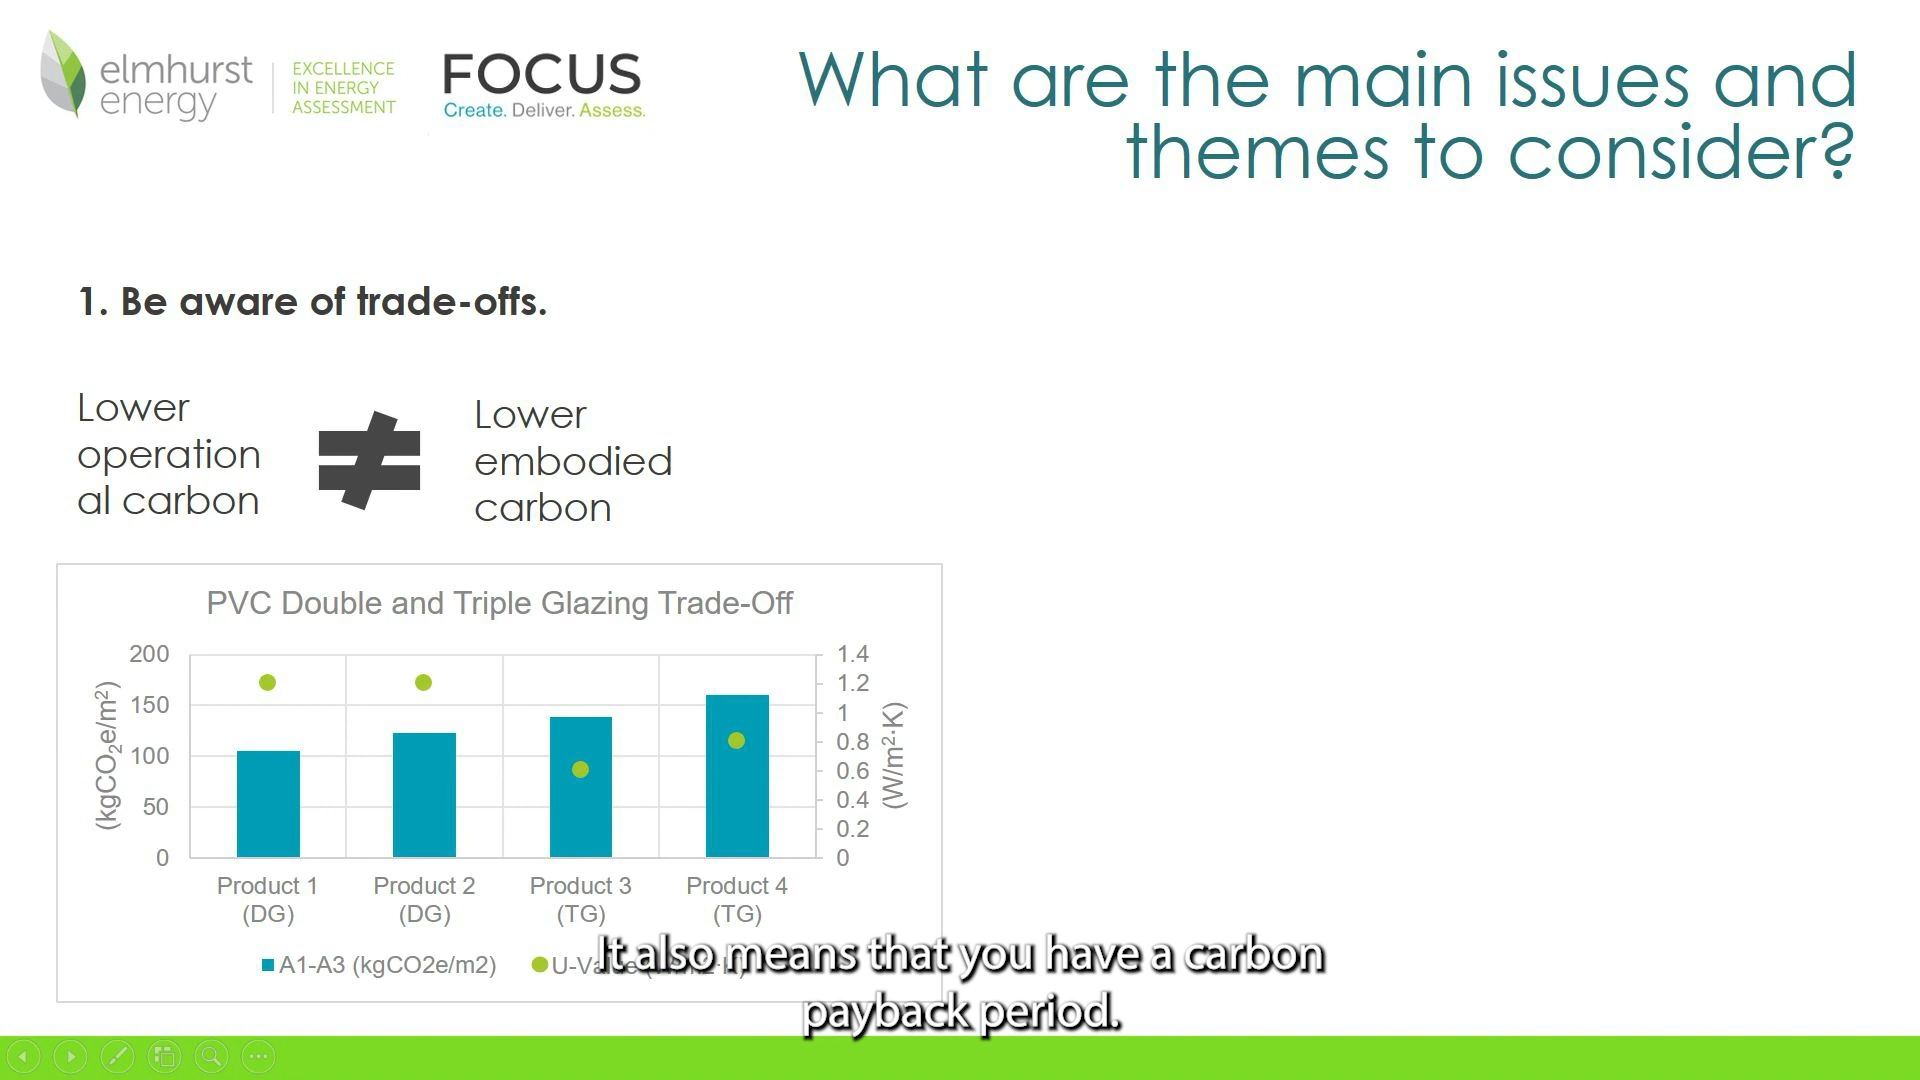 elmhurst
energy
EXCELLENCE
IN ENERGY
ASSESSMENT
FOCUS
Create. Deliver. Assess.
What are the main issues and
themes to consider?
1. Be aware of trade-offs.
Lower
operation
al carbon
≠
Lower
embodied
carbon
PVC Double and Triple Glazing Trade-Off
(kgCO₂e/m²)
200
150
100
50
0
1.4
1.2
1
0.8
0.6
0.4
0.2
0
(W/m²·K)
Product 1
(DG)
Product 2
(DG)
Product 3
(TG)
Product 4
(TG)
A1-A3 (kgCO2e/m2)
It also means that you have a carbon
payback period.